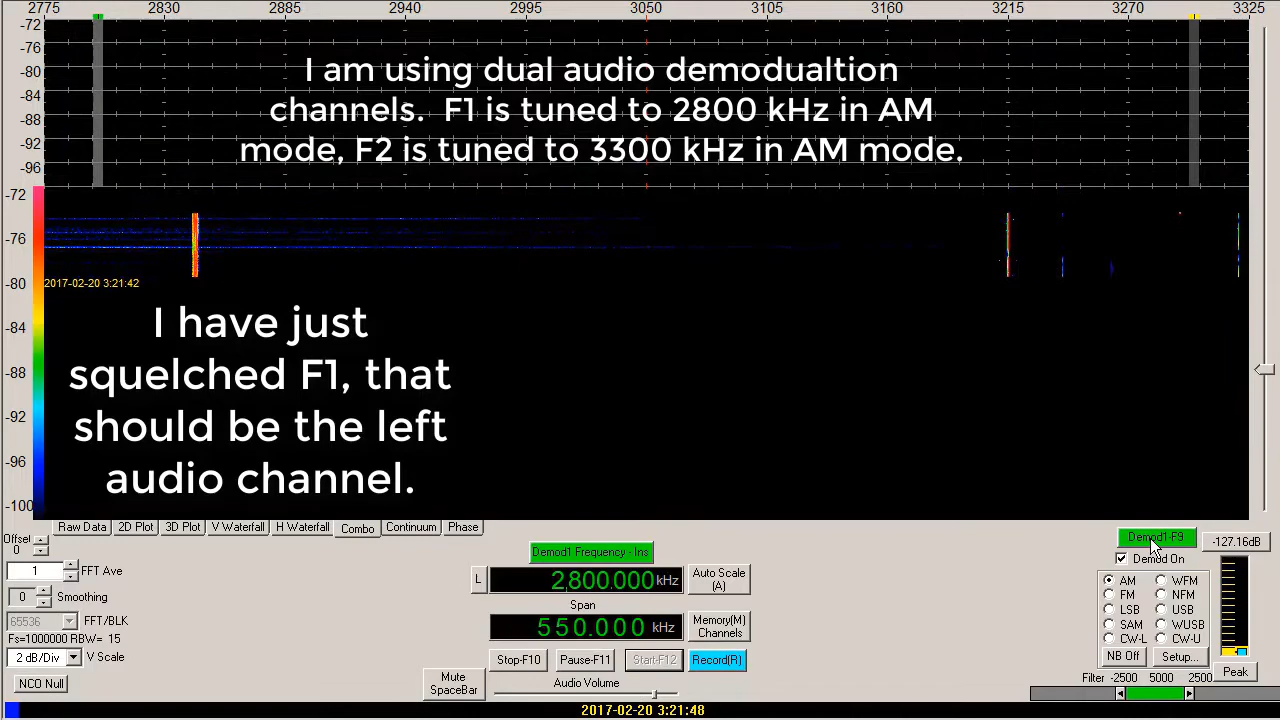 2775 2830 2885 2940 2995 3050 3105 3160 3215 3270 3325
-72
-76
-80
-84
-88
-92
-96
I am using dual audio demodualtion
channels. F1 is tuned to 2800 kHz in AM
mode, F2 is tuned to 3300 kHz in AM mode.
-72
-76
-80
-84
-88
-92
-96
-100
2017-02-20 3:21:42
I have just
squelched F1, that
should be the left
audio channel.
Raw Data 2D Plot 3D Plot V Waterfall H Waterfall Combo Continuum Phase
Offset
0
1 FFT Ave
0 Smoothing
65536 FFT/BLK
Fs=1000000 RBW= 15
2 dB/Div V Scale
NCO Null
Demod1 Frequency - Ins
L 2,800.000 kHz
Auto Scale
(A)
Span
550.000 kHz
Memory(M)
Channels
Stop-F10 Pause-F11 Start-F12 Record(R)
Mute
SpaceBar
Audio Volume
Demod1-F9 -127.16dB
Demod On
AM WFM
FM NFM
LSB USB
SAM WUSB
CW-L CW-U
NB Off Setup...
Peak
Filter -2500 5000 2500
2017-02-20 3:21:48